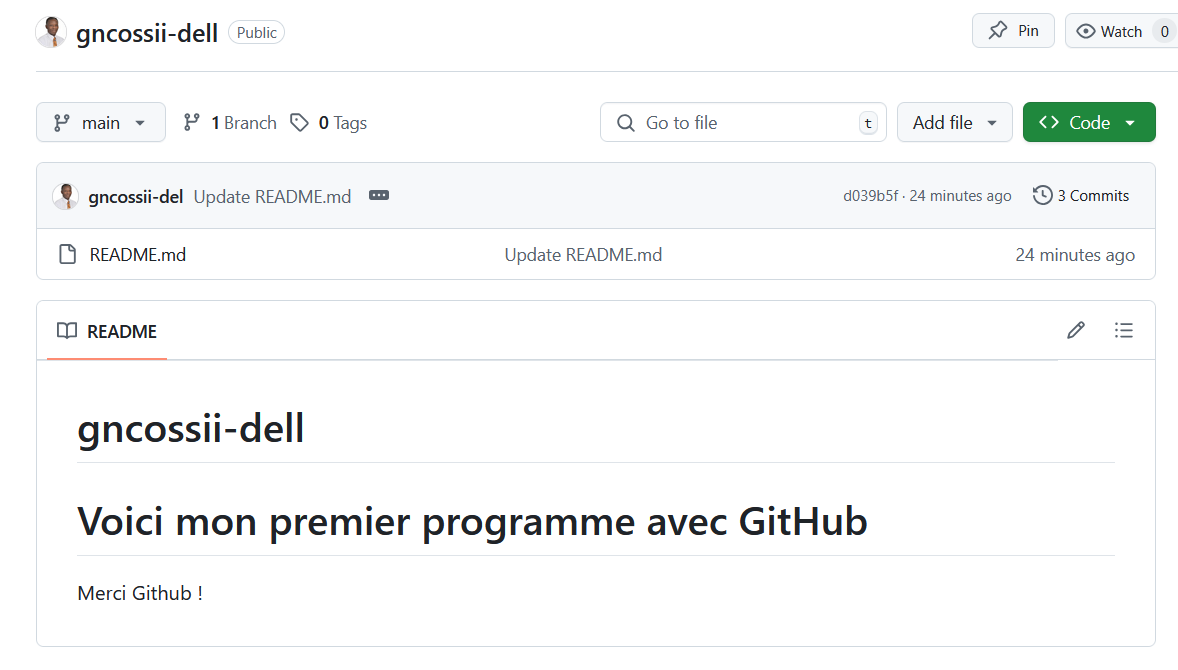 gncossii-dell Public Pin Watch 0
main 1 Branch 0 Tags Go to file t Add file Code
gncossii-del Update README.md d039b5f · 24 minutes ago 3 Commits
README.md Update README.md 24 minutes ago
README
gncossii-dell
Voici mon premier programme avec GitHub
Merci Github !